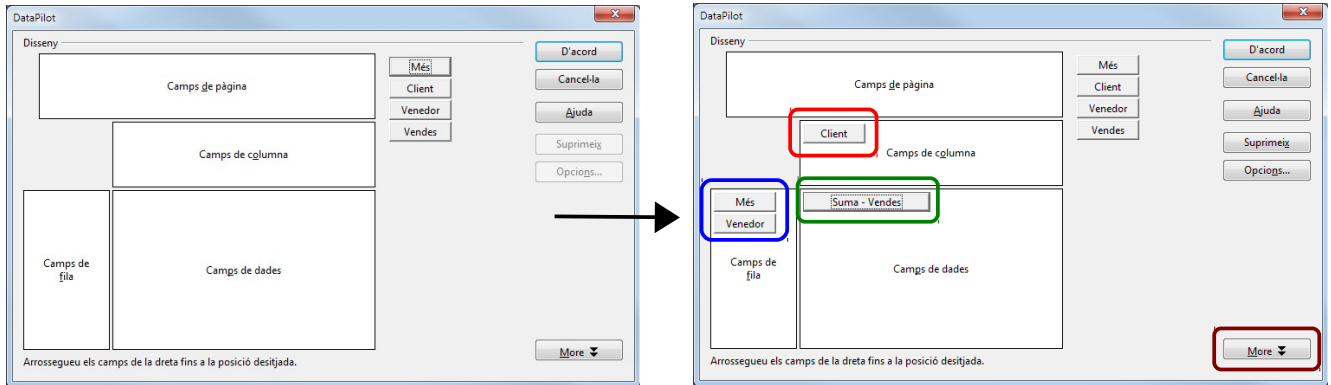 DataPilot
Disseny
Camps de pàgina
Més
Client
Venedor
Vendes
D'acord
Cancel·la
Ajuda
Suprimeix
Opcions...
Camps de columna
Camps de
fila
Camps de dades
More
Arrossegueu els camps de la dreta fins a la posició desitjada.
DataPilot
Disseny
Camps de pàgina
Més
Client
Venedor
Vendes
D'acord
Cancel·la
Ajuda
Suprimeix
Opcions...
Client
Camps de columna
Més
Venedor
Suma - Vendes
Camps de
fila
Camps de dades
More
Arrossegueu els camps de la dreta fins a la posició desitjada.